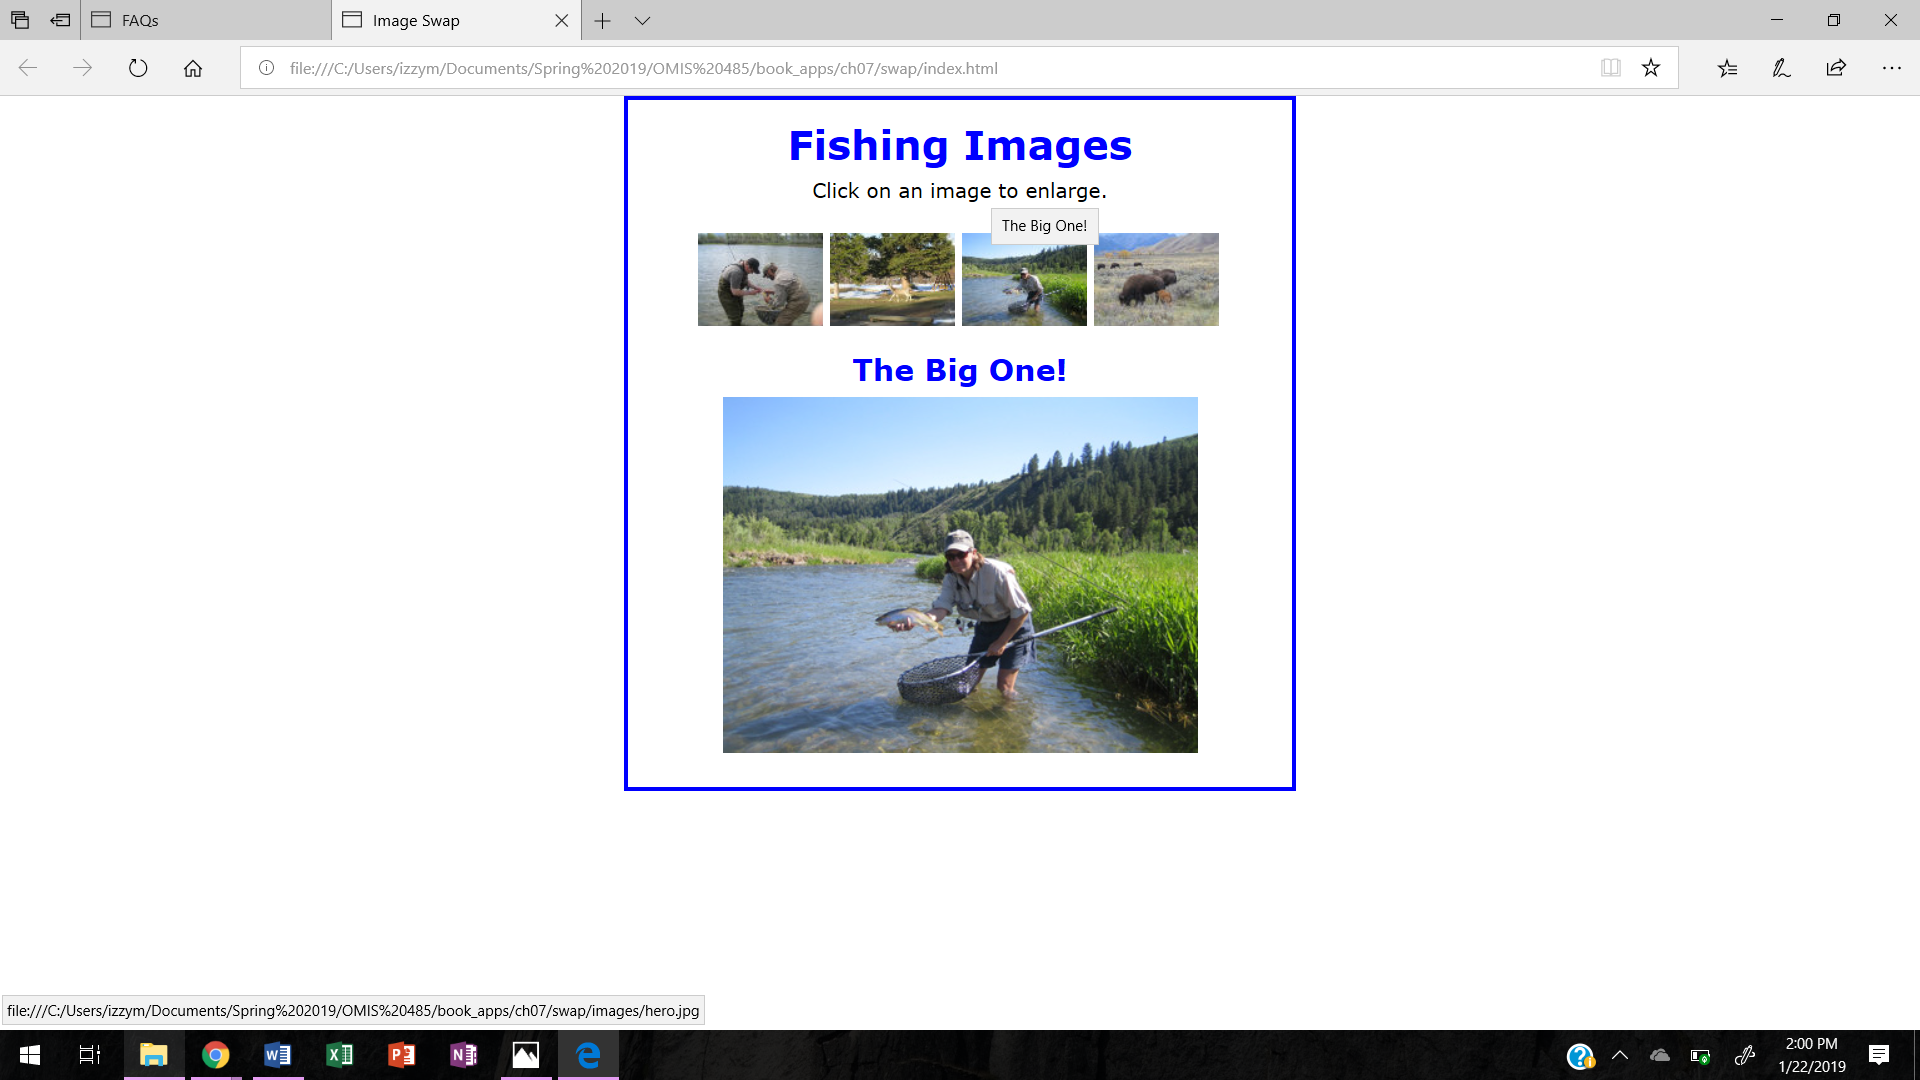 FAQs
Image Swap
file:///C:/Users/izzym/Documents/Spring%202019/OMIS%20485/book_apps/ch07/swap/index.html
Fishing Images
Click on an image to enlarge.
The Big One!
The Big One!
file:///C:/Users/izzym/Documents/Spring%202019/OMIS%20485/book_apps/ch07/swap/images/hero.jpg
2:00 PM
1/22/2019